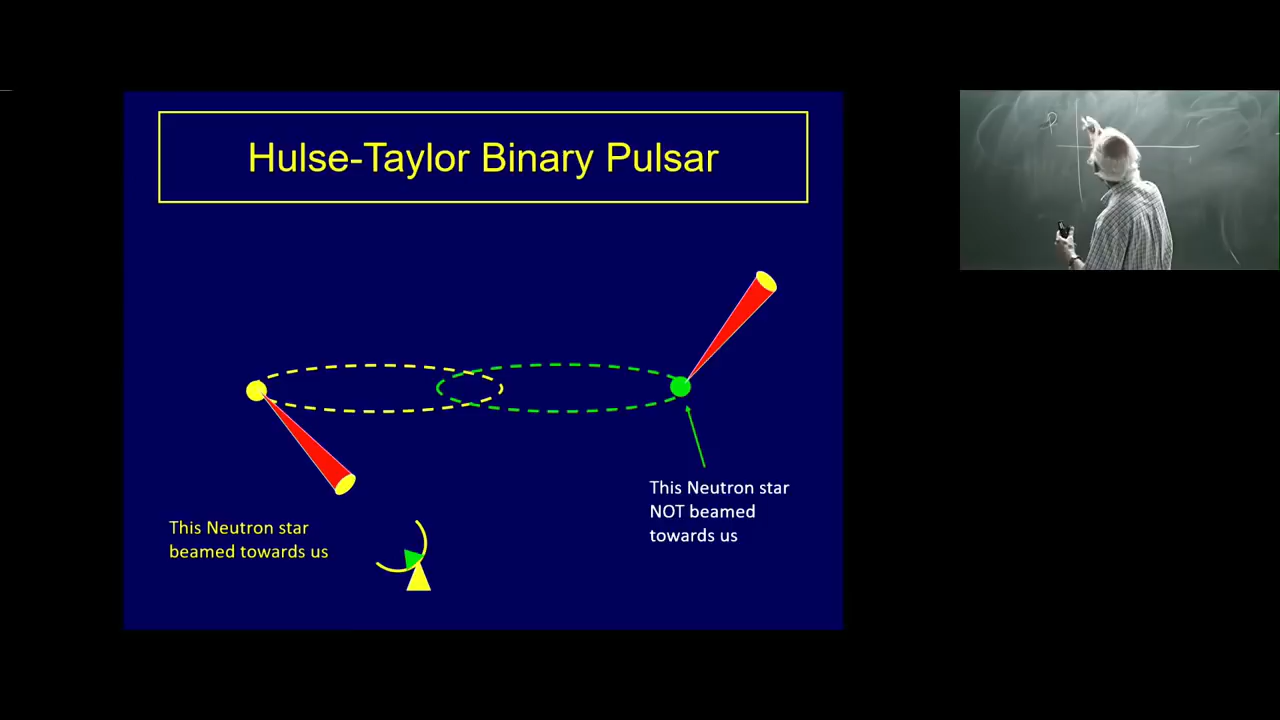 Hulse-Taylor Binary Pulsar
This Neutron star
NOT beamed
towards us
This Neutron star
beamed towards us
P